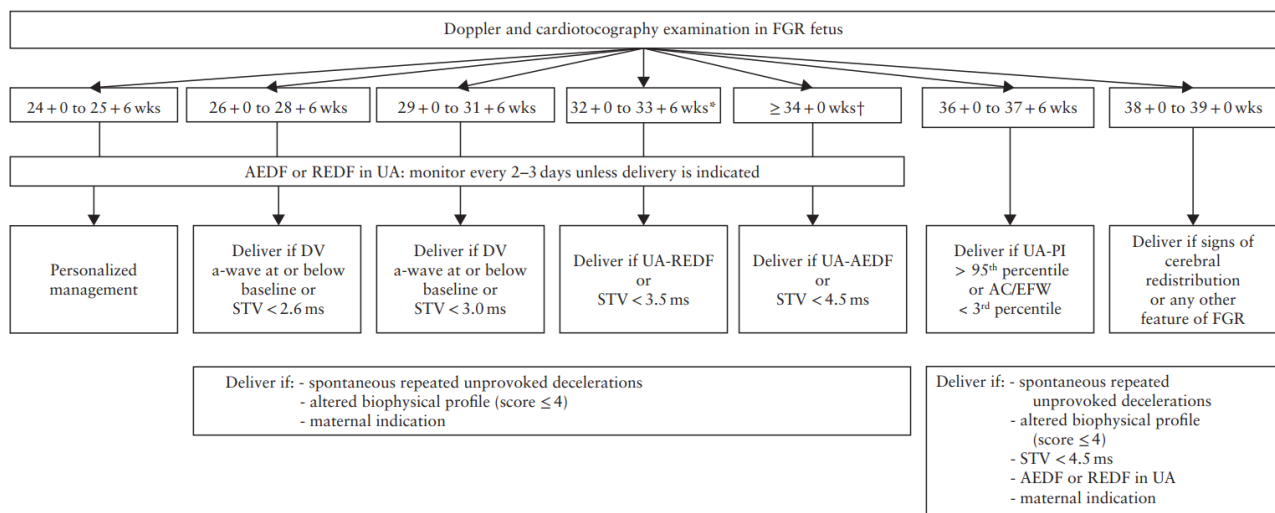 Doppler and cardiotocography examination in FGR fetus
24 + 0 to 25 + 6 wks
26 + 0 to 28 + 6 wks
29 + 0 to 31 + 6 wks
32 + 0 to 33 + 6 wks*
≥ 34 + 0 wks†
36 + 0 to 37 + 6 wks
38 + 0 to 39 + 0 wks
AEDF or REDF in UA: monitor every 2–3 days unless delivery is indicated
Personalized
management
Deliver if DV
a-wave at or below
baseline or
STV < 2.6 ms
Deliver if DV
a-wave at or below
baseline or
STV < 3.0 ms
Deliver if UA-REDF
or
STV < 3.5 ms
Deliver if UA-AEDF
or
STV < 4.5 ms
Deliver if UA-PI
> 95th percentile
or AC/EFW
< 3rd percentile
Deliver if signs of
cerebral
redistribution
or any other
feature of FGR
Deliver if: - spontaneous repeated unprovoked decelerations
- altered biophysical profile (score ≤ 4)
- maternal indication
Deliver if: - spontaneous repeated
unprovoked decelerations
- altered biophysical profile
(score ≤ 4)
- STV < 4.5 ms
- AEDF or REDF in UA
- maternal indication